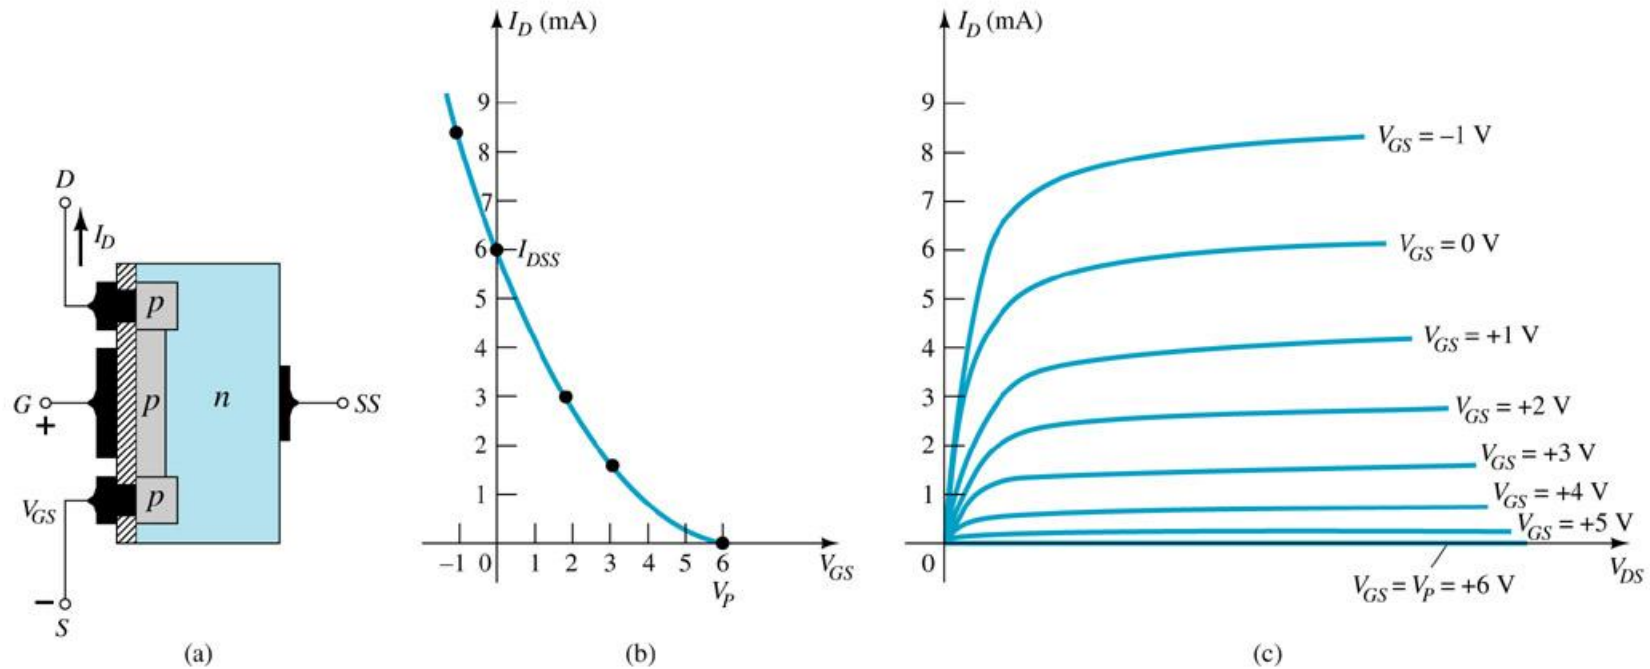 D
I_D
p
G
+
p
n
SS
V_GS
p
−
S
(a)
I_D (mA)
9
8
7
6
I_DSS
5
4
3
2
1
−1 0 1 2 3 4 5 6
V_GS
V_P
(b)
I_D (mA)
9
8
7
6
5
4
3
2
1
0
V_GS = −1 V
V_GS = 0 V
V_GS = +1 V
V_GS = +2 V
V_GS = +3 V
V_GS = +4 V
V_GS = +5 V
V_DS
V_GS = V_P = +6 V
(c)